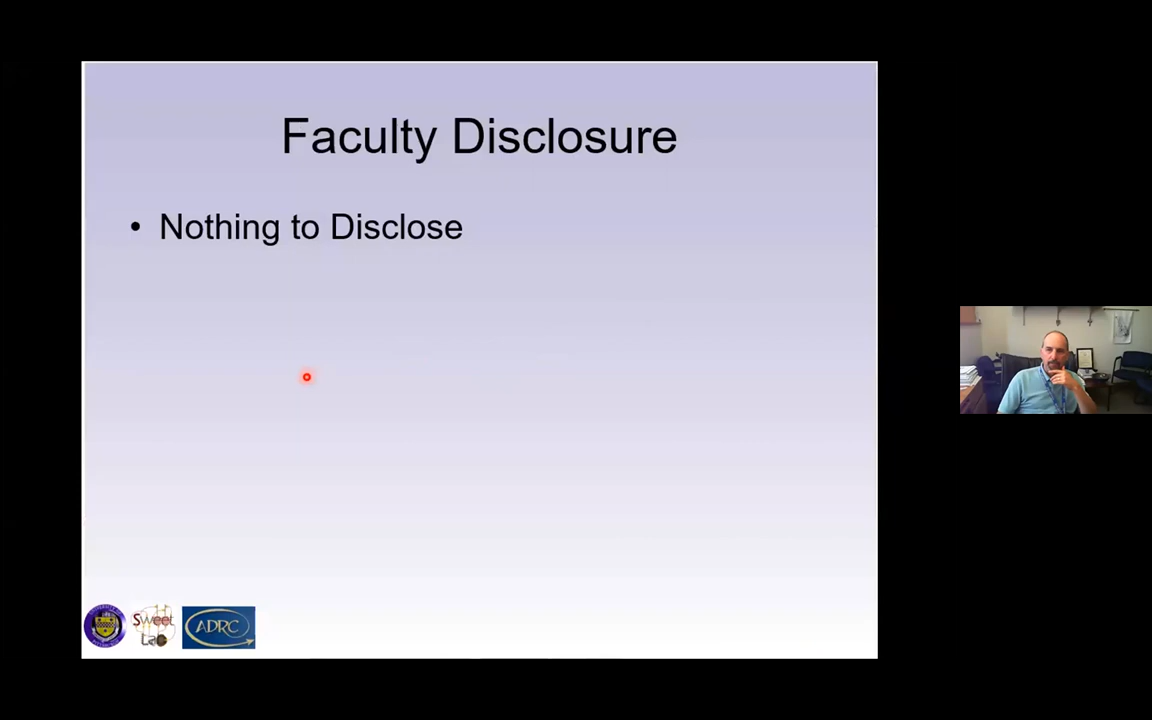 Faculty Disclosure
• Nothing to Disclose
Sweet
Lab
ADRC